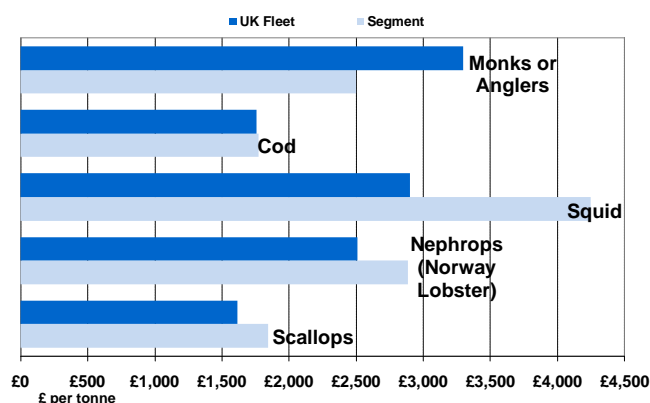 UK Fleet Segment
Monks or
Anglers
Cod
Squid
Nephrops
(Norway
Lobster)
Scallops
£0 £500 £1,000 £1,500 £2,000 £2,500 £3,000 £3,500 £4,000 £4,500
£ per tonne